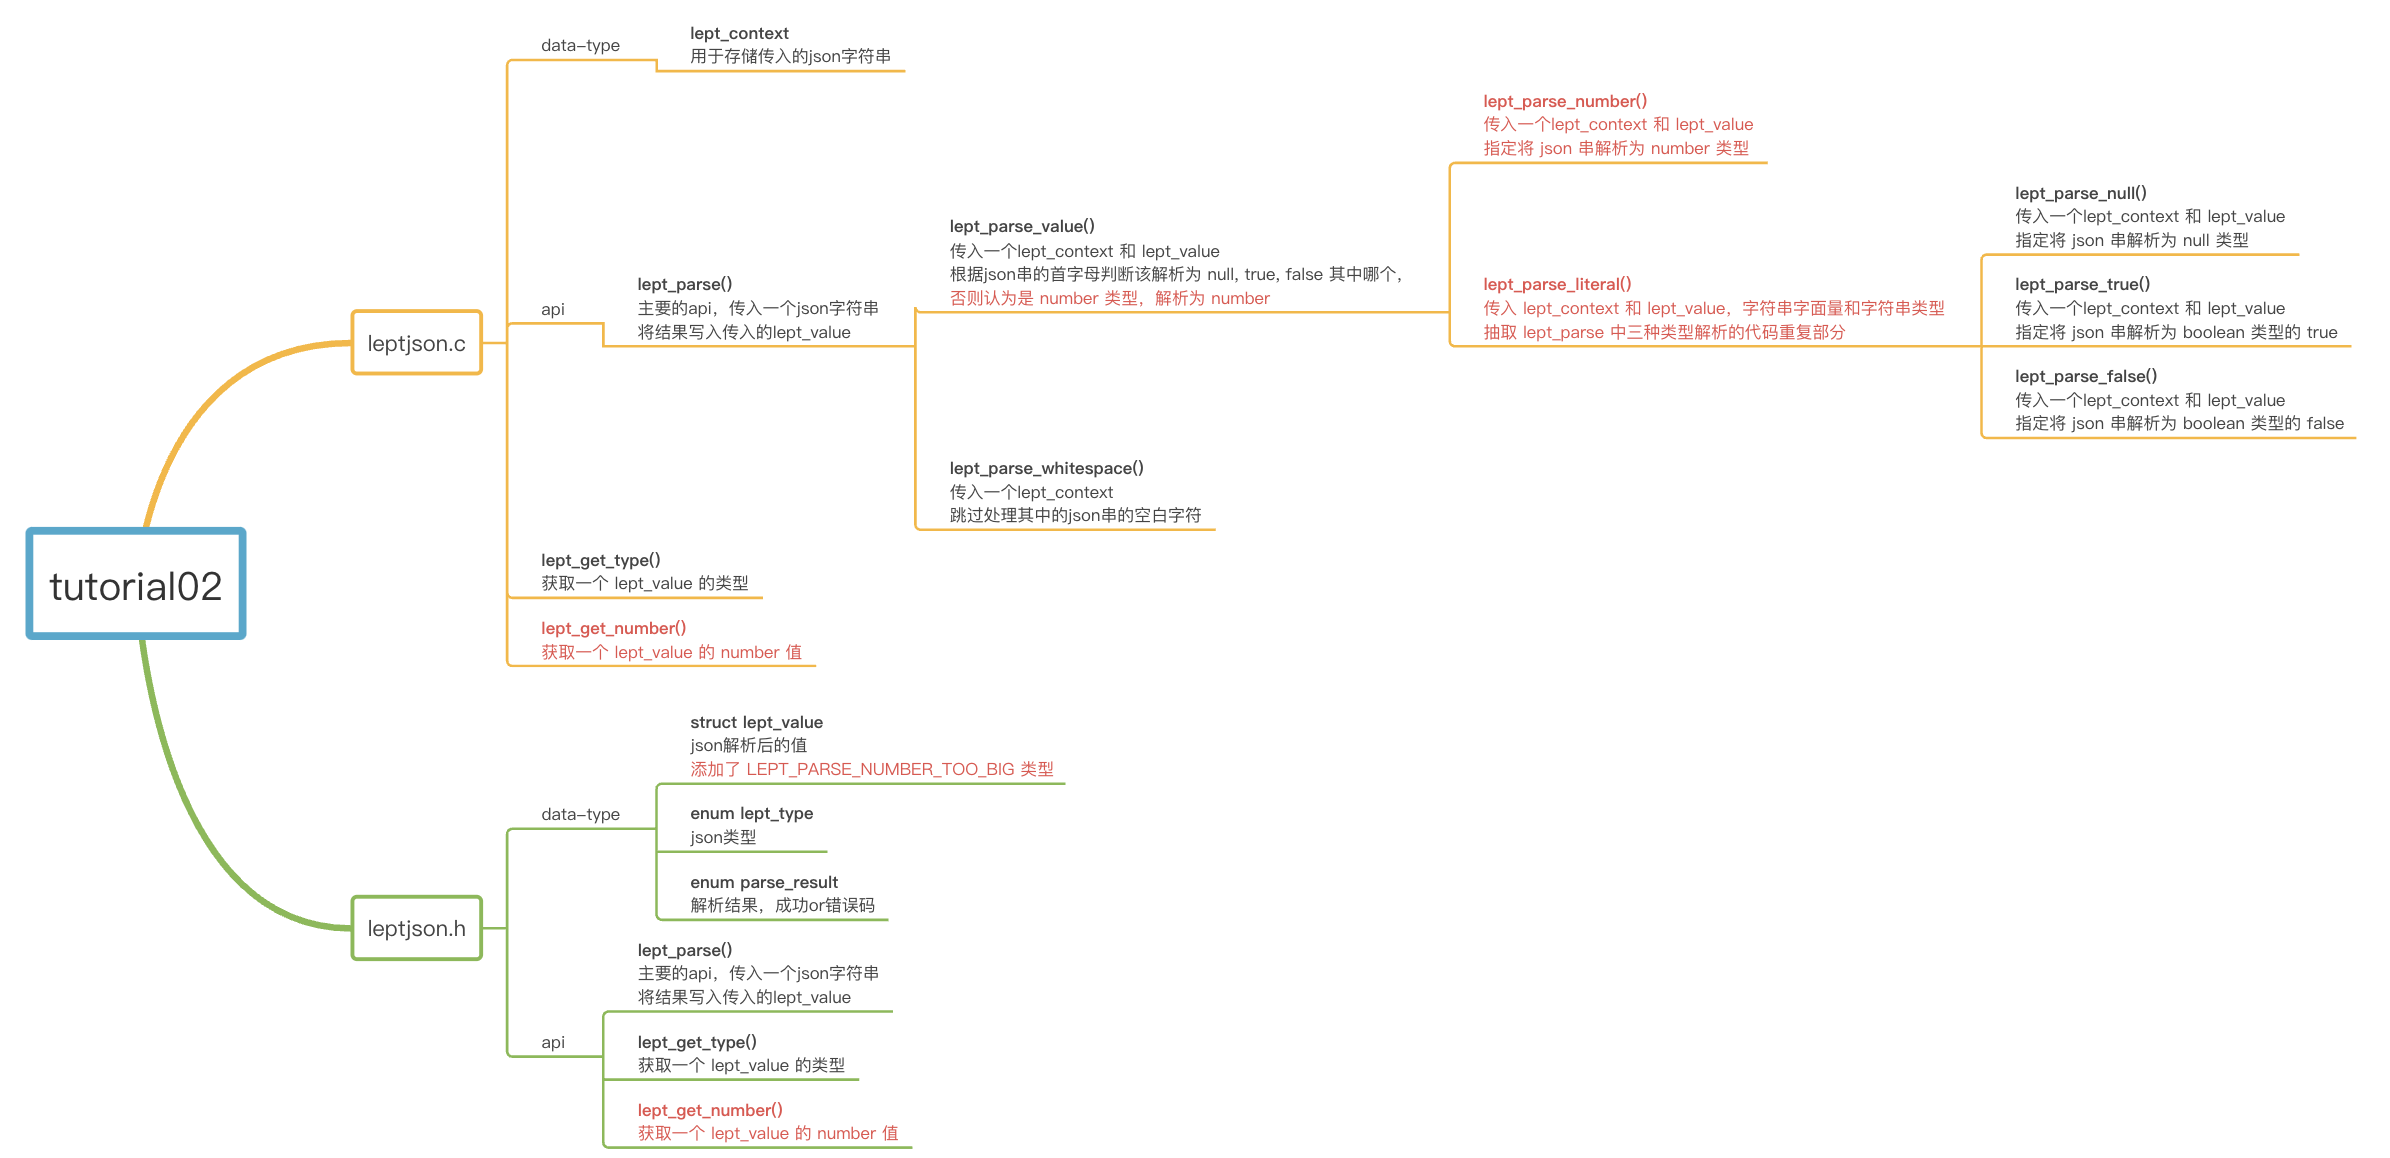 tutorial02
leptjson.c
data-type
lept_context
用于存储传入的json字符串
api
lept_parse()
主要的api，传入一个json字符串
将结果写入传入的lept_value
lept_parse_value()
传入一个lept_context 和 lept_value
根据json串的首字母判断该解析为 null, true, false 其中哪个，
否则认为是 number 类型，解析为 number
lept_parse_number()
传入一个lept_context 和 lept_value
指定将 json 串解析为 number 类型
lept_parse_literal()
传入 lept_context 和 lept_value，字符串字面量和字符串类型
抽取 lept_parse 中三种类型解析的代码重复部分
lept_parse_null()
传入一个lept_context 和 lept_value
指定将 json 串解析为 null 类型
lept_parse_true()
传入一个lept_context 和 lept_value
指定将 json 串解析为 boolean 类型的 true
lept_parse_false()
传入一个lept_context 和 lept_value
指定将 json 串解析为 boolean 类型的 false
lept_parse_whitespace()
传入一个lept_context
跳过处理其中的json串的空白字符
lept_get_type()
获取一个 lept_value 的类型
lept_get_number()
获取一个 lept_value 的 number 值
leptjson.h
data-type
struct lept_value
json解析后的值
添加了 LEPT_PARSE_NUMBER_TOO_BIG 类型
enum lept_type
json类型
enum parse_result
解析结果，成功or错误码
api
lept_parse()
主要的api，传入一个json字符串
将结果写入传入的lept_value
lept_get_type()
获取一个 lept_value 的类型
lept_get_number()
获取一个 lept_value 的 number 值